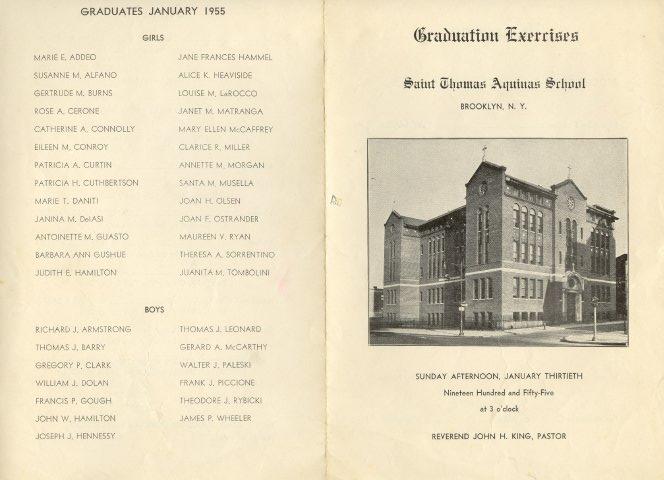 GRADUATES JANUARY 1955
GIRLS
MARIE E. ADDEO
SUSANNE M. ALFANO
GERTRUDE M. BURNS
ROSE A. CERONE
CATHERINE A. CONNOLLY
EILEEN M. CONROY
PATRICIA A. CURTIN
PATRICIA H. CUTHBERTSON
MARIE T. DANITI
JANINA M. DeIASI
ANTOINETTE M. GUASTO
BARBARA ANN GUSHUE
JUDITH E. HAMILTON
JANE FRANCES HAMMEL
ALICE K. HEAVISIDE
LOUISE M. LaROCCO
JANET M. MATRANGA
MARY ELLEN McCAFFREY
CLARICE R. MILLER
ANNETTE M. MORGAN
SANTA M. MUSELLA
JOAN H. OLSEN
JOAN F. OSTRANDER
MAUREEN V. RYAN
THERESA A. SORRENTINO
JUANITA M. TOMBOLINI
BOYS
RICHARD J. ARMSTRONG
THOMAS J. BARRY
GREGORY P. CLARK
WILLIAM J. DOLAN
FRANCIS P. GOUGH
JOHN W. HAMILTON
JOSEPH J. HENNESSY
THOMAS J. LEONARD
GERARD A. McCARTHY
WALTER J. PALESKI
FRANK J. PICCIONE
THEODORE J. RYBICKI
JAMES P. WHEELER
Graduation Exercises
Saint Thomas Aquinas School
BROOKLYN, N. Y.
SUNDAY AFTERNOON, JANUARY THIRTIETH
Nineteen Hundred and Fifty-Five
at 3 o'clock
REVEREND JOHN H. KING, PASTOR